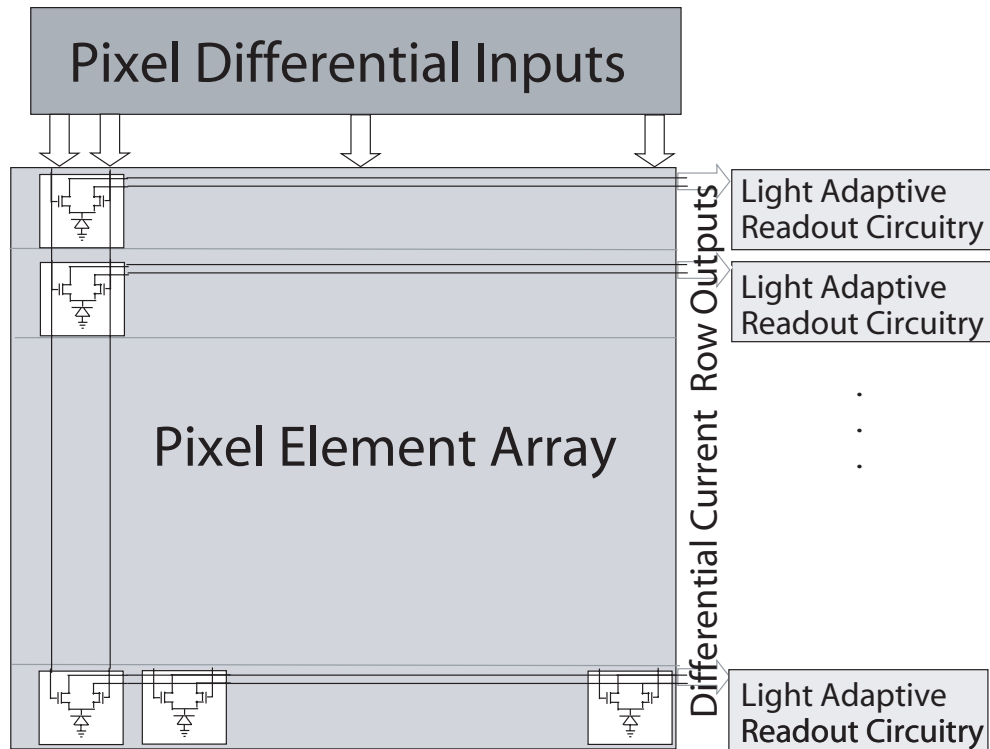 Pixel Differential Inputs
Light Adaptive
Readout Circuitry
Light Adaptive
Readout Circuitry
Differential Current Row Outputs
Pixel Element Array
.
.
.
Light Adaptive
Readout Circuitry